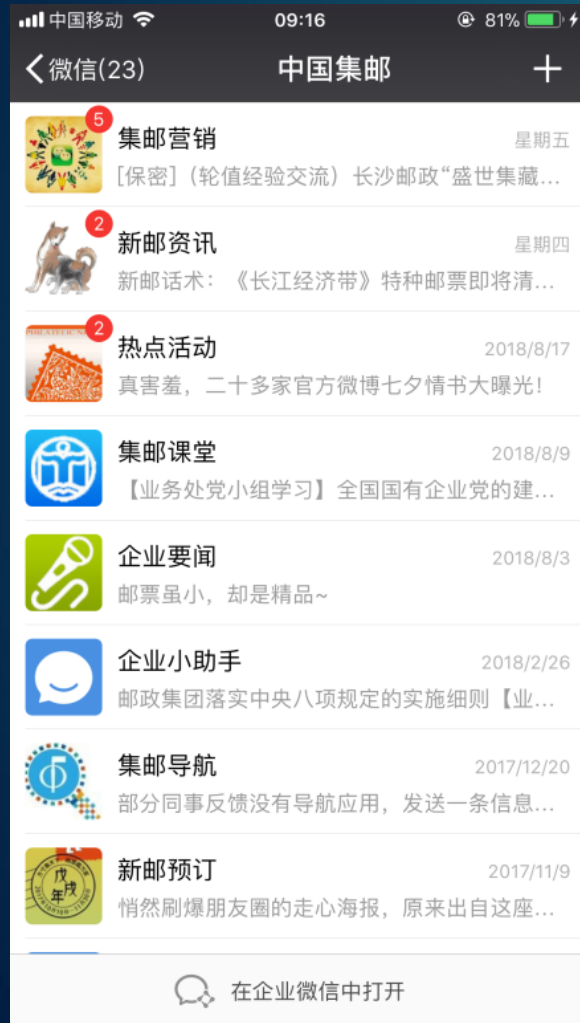 中国移动 09:16 81%
微信(23) 中国集邮
5
集邮营销 星期五
[保密]（轮值经验交流）长沙邮政“盛世集藏...
2
新邮资讯 星期四
新邮话术：《长江经济带》特种邮票即将清...
2
热点活动 2018/8/17
真害羞，二十多家官方微博七夕情书大曝光！
集邮课堂 2018/8/9
【业务处党小组学习】全国国有企业党的建...
企业要闻 2018/8/3
邮票虽小，却是精品~
企业小助手 2018/2/26
邮政集团落实中央八项规定的实施细则【业...
集邮导航 2017/12/20
部分同事反馈没有导航应用，发送一条信息...
戊戌年
新邮预订 2017/11/9
悄然刷爆朋友圈的走心海报，原来出自这座...
在企业微信中打开